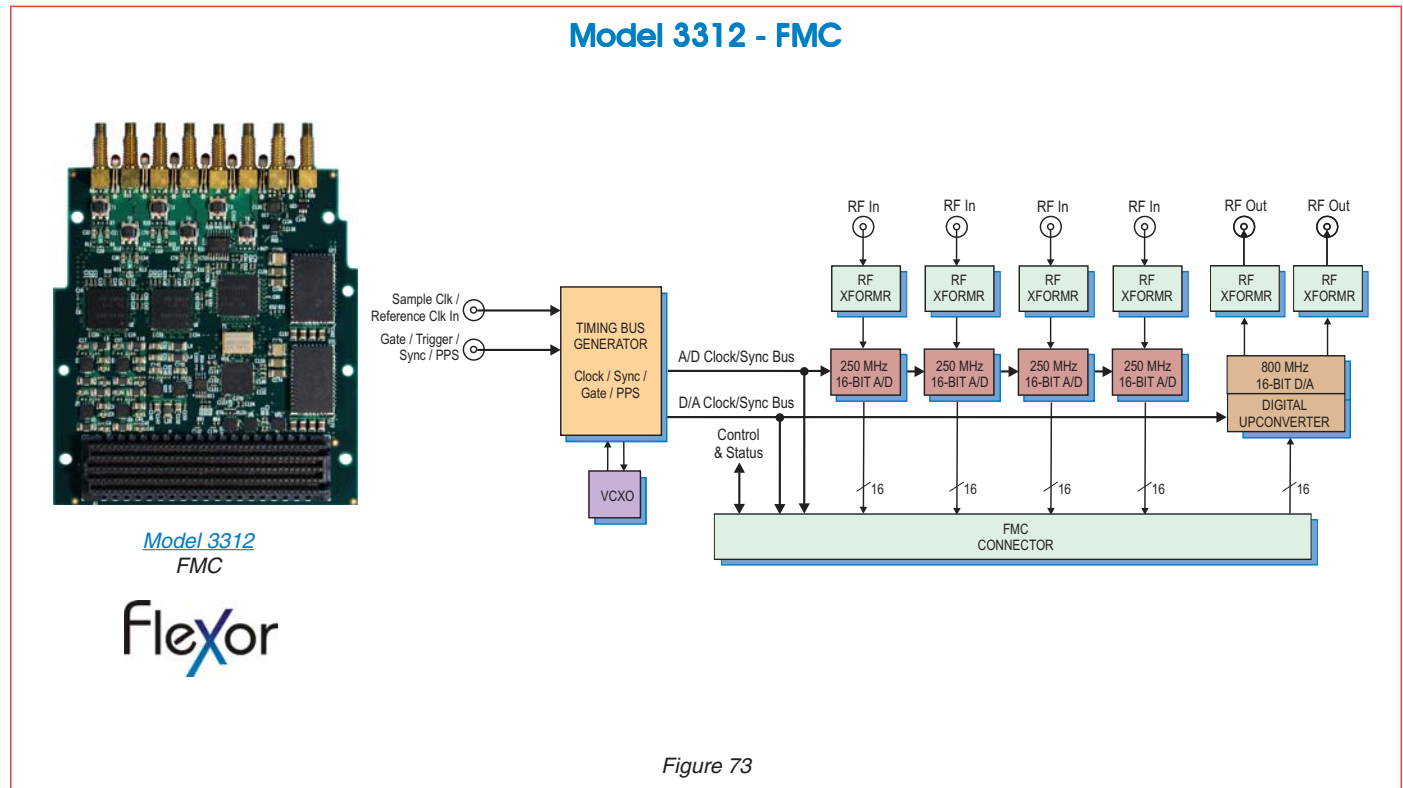 Model 3312 - FMC
Model 3312
FMC
Flexor
Sample Clk /
Reference Clk In
Gate / Trigger /
Sync / PPS
TIMING BUS
GENERATOR
Clock / Sync /
Gate / PPS
VCXO
A/D Clock/Sync Bus
D/A Clock/Sync Bus
Control
& Status
RF In
RF In
RF In
RF In
RF Out
RF Out
RF
XFORMR
RF
XFORMR
RF
XFORMR
RF
XFORMR
RF
XFORMR
RF
XFORMR
250 MHz
16-BIT A/D
250 MHz
16-BIT A/D
250 MHz
16-BIT A/D
250 MHz
16-BIT A/D
800 MHz
16-BIT D/A
DIGITAL
UPCONVERTER
16
16
16
16
16
FMC
CONNECTOR
Figure 73